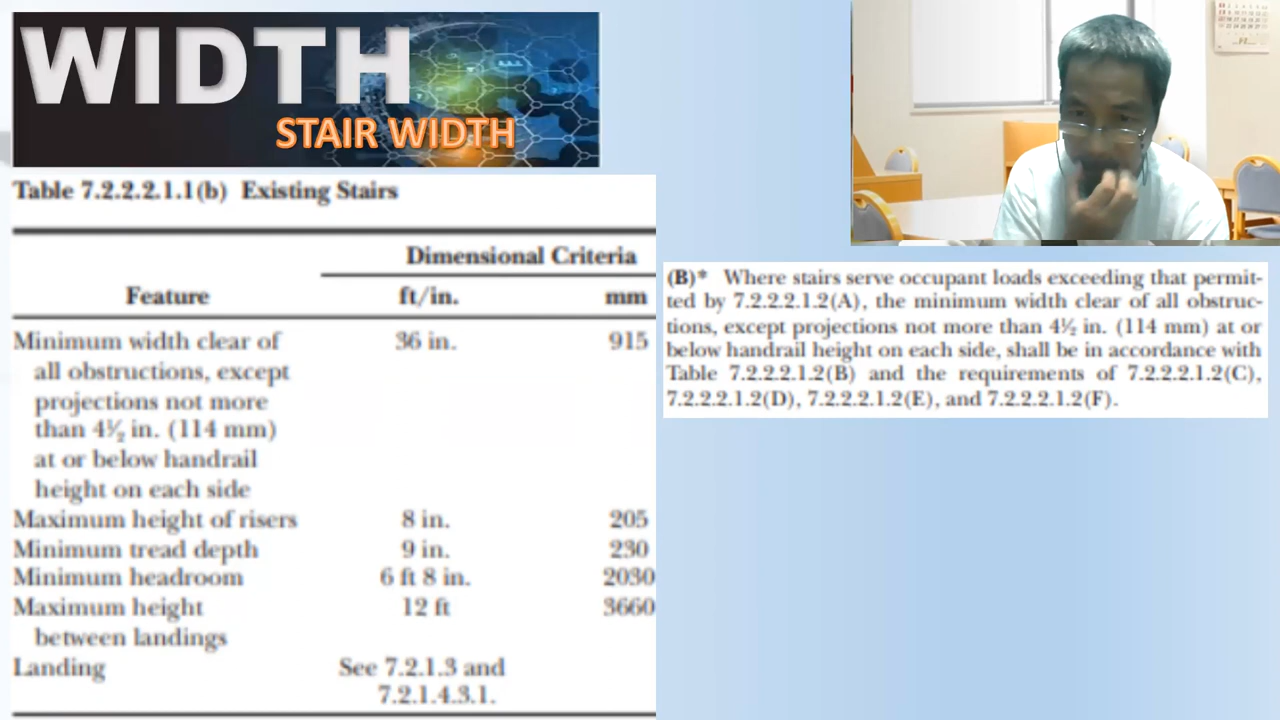 WIDTH
STAIR WIDTH
Table 7.2.2.2.1.1(b) Existing Stairs
Dimensional Criteria
Feature ft/in. mm
Minimum width clear of 36 in. 915
all obstructions, except
projections not more
than 4½ in. (114 mm)
at or below handrail
height on each side
Maximum height of risers 8 in. 205
Minimum tread depth 9 in. 230
Minimum headroom 6 ft 8 in. 2030
Maximum height 12 ft 3660
between landings
Landing See 7.2.1.3 and
7.2.1.4.3.1.
(B)* Where stairs serve occupant loads exceeding that permit-
ted by 7.2.2.2.1.2(A), the minimum width clear of all obstruc-
tions, except projections not more than 4½ in. (114 mm) at or
below handrail height on each side, shall be in accordance with
Table 7.2.2.2.1.2(B) and the requirements of 7.2.2.2.1.2(C),
7.2.2.2.1.2(D), 7.2.2.2.1.2(E), and 7.2.2.2.1.2(F).